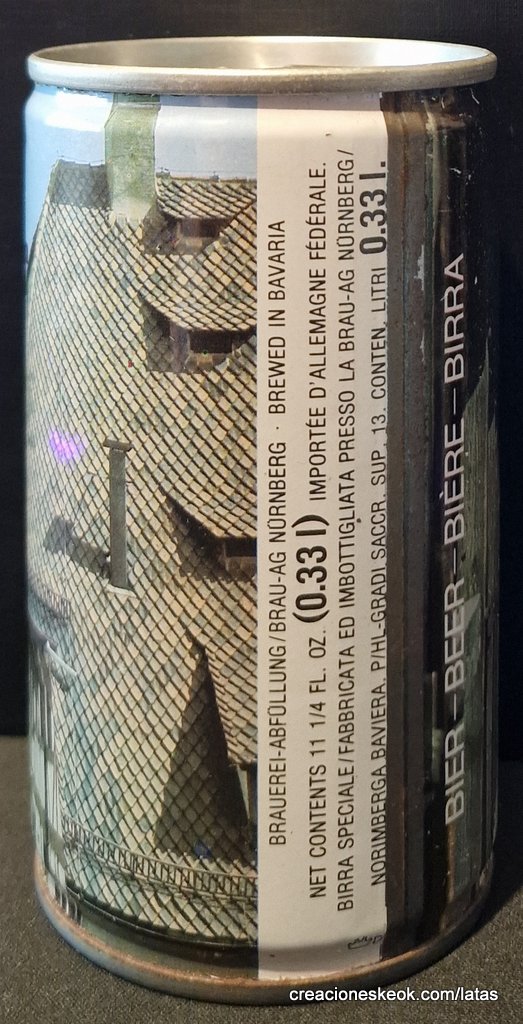 BRAUEREI-ABFÜLLUNG/BRAU-AG NÜRNBERG · BREWED IN BAVARIA
NET CONTENTS 11 1/4 FL. OZ. (0.33 l) IMPORTÉE D'ALLEMAGNE FÉDÉRALE.
BIRRA SPECIALE/FABBRICATA ED IMBOTTIGLIATA PRESSO LA BRAU-AG NÜRNBERG/
NORIMBERGA BAVIERA. P/HL-GRADI SACCR. SUP. 13. CONTEN. LITRI 0.33 l.
BIER–BEER–BIÈRE–BIRRA
creacioneskeok.com/latas